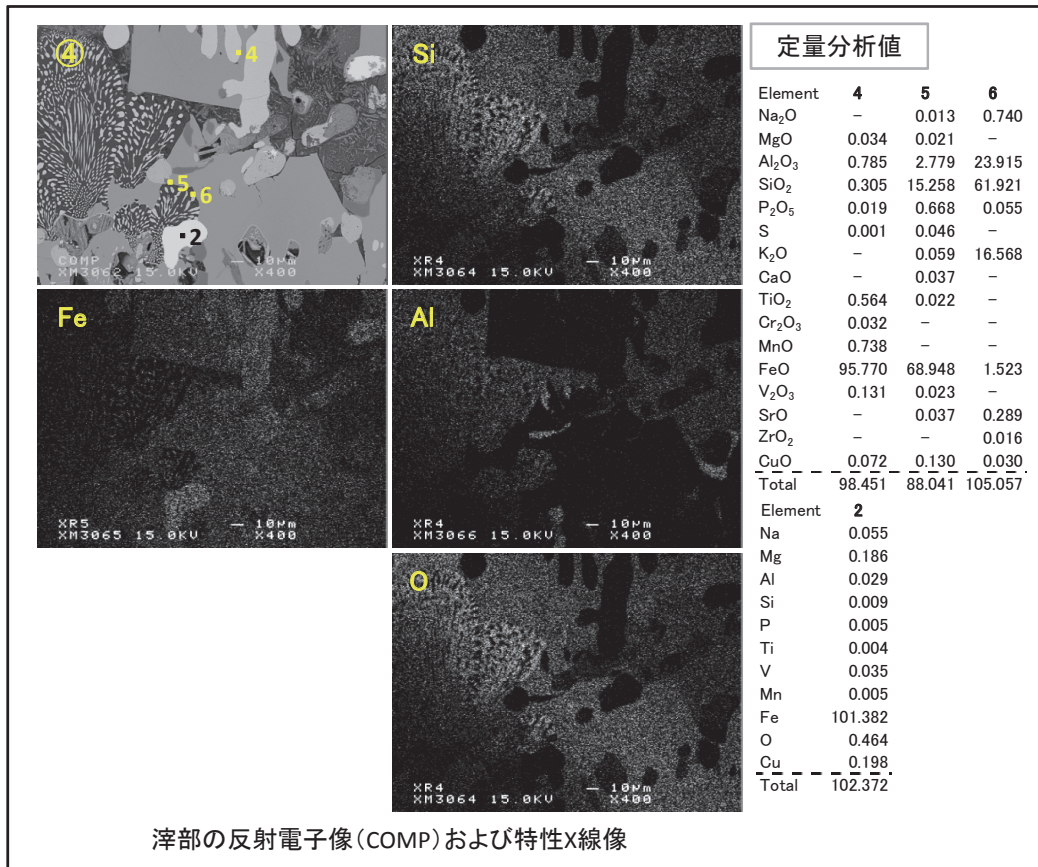 ④
4
5
6
2
COMP — 10μm
XM3062 15.0KV X400
Si
XR4 — 10μm
XM3064 15.0KV X400
Fe
XR5 — 10μm
XM3065 15.0KV X400
Al
XR4 — 10μm
XM3066 15.0KV X400
O
XR4 — 10μm
XM3064 15.0KV X400
定量分析値
Element 4 5 6
Na₂O – 0.013 0.740
MgO 0.034 0.021 –
Al₂O₃ 0.785 2.779 23.915
SiO₂ 0.305 15.258 61.921
P₂O₅ 0.019 0.668 0.055
S 0.001 0.046 –
K₂O – 0.059 16.568
CaO – 0.037 –
TiO₂ 0.564 0.022 –
Cr₂O₃ 0.032 – –
MnO 0.738 – –
FeO 95.770 68.948 1.523
V₂O₃ 0.131 0.023 –
SrO – 0.037 0.289
ZrO₂ – – 0.016
CuO 0.072 0.130 0.030
Total 98.451 88.041 105.057
Element 2
Na 0.055
Mg 0.186
Al 0.029
Si 0.009
P 0.005
Ti 0.004
V 0.035
Mn 0.005
Fe 101.382
O 0.464
Cu 0.198
Total 102.372
滓部の反射電子像(COMP)および特性X線像